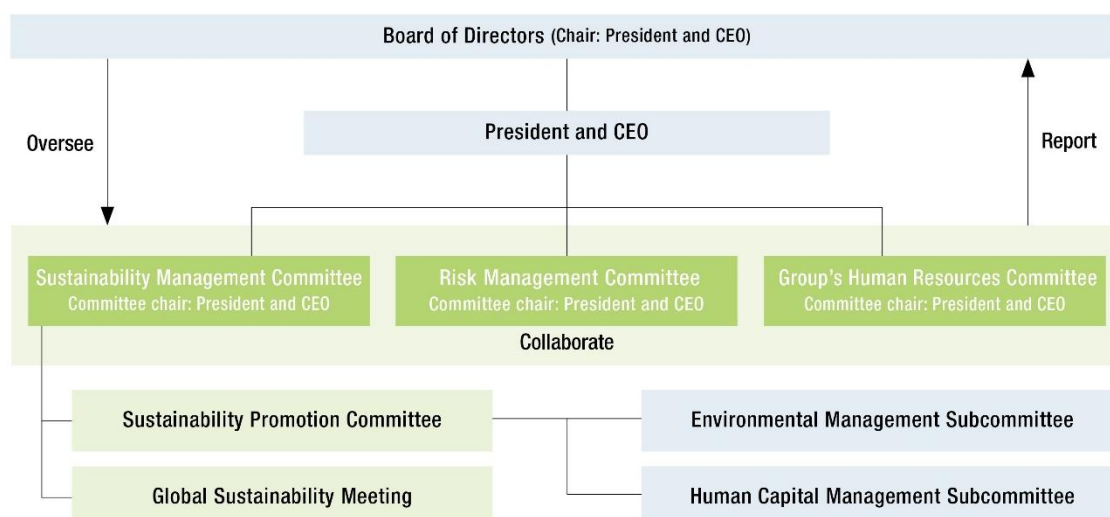 Board of Directors (Chair: President and CEO)
President and CEO
Oversee
Report
Sustainability Management Committee
Committee chair: President and CEO
Risk Management Committee
Committee chair: President and CEO
Group's Human Resources Committee
Committee chair: President and CEO
Collaborate
Sustainability Promotion Committee
Environmental Management Subcommittee
Global Sustainability Meeting
Human Capital Management Subcommittee